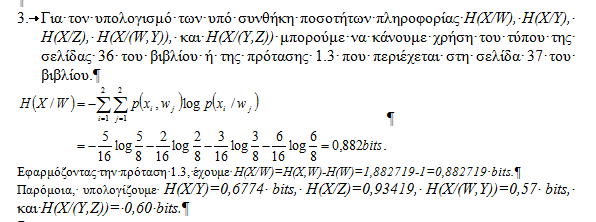 3.→Για·τον·υπολογισμό·των·υπό·συνθήκη·ποσοτήτων·πληροφορίας·H(X/W),·H(X/Y),·
H(X/Z),·H(X/(W,Y)),·και·H(X/(Y,Z))·μπορούμε·να·κάνουμε·χρήση·του·τύπου·της·
σελίδας·36·του·βιβλίου·ή·της·πρότασης·1.3·που·περιέχεται·στη·σελίδα·37·του·
βιβλίου.¶
H(X/W)=−∑_{i=1}^{2}∑_{j=1}^{2} p(x_i,w_j)log p(x_i/w_j) ¶
=−5/16 log 5/8 − 2/16 log 2/8 − 3/16 log 3/8 − 6/16 log 6/8 = 0,882bits.
Εφαρμόζοντας·την·πρόταση·1.3,·έχουμε·H(X/W)=H(X,W)-H(W)=1,882719-1=0,882719·bits.¶
Παρόμοια,·υπολογίζουμε·H(X/Y)=0,6774·bits,·H(X/Z)=0,93419,·H(X/(W,Y))=0,57·bits,·
και·H(X/(Y,Z))=·0,60·bits.¶